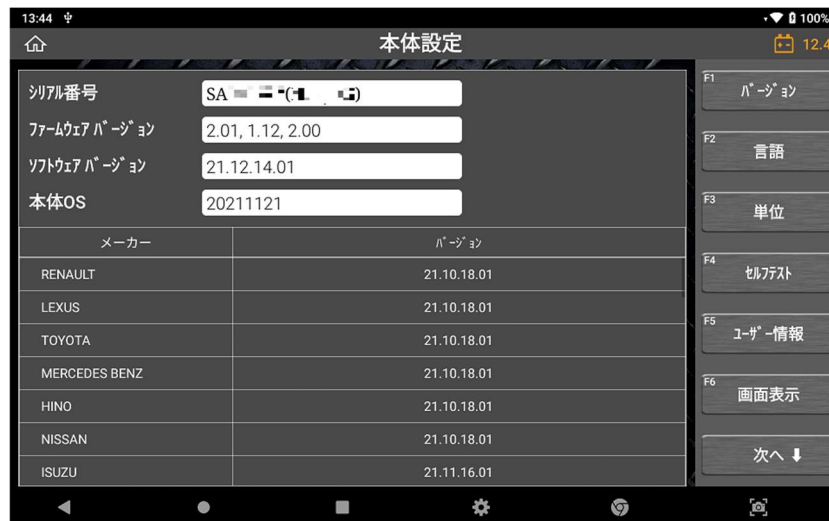 13:44
100%
本体設定
12.4
ｼﾘｱﾙ番号
SA
ﾌｧｰﾑｳｪｱ ﾊﾞｰｼﾞｮﾝ
2.01, 1.12, 2.00
ｿﾌﾄｳｪｱ ﾊﾞｰｼﾞｮﾝ
21.12.14.01
本体OS
20211121
メーカー
ﾊﾞｰｼﾞｮﾝ
RENAULT
21.10.18.01
LEXUS
21.10.18.01
TOYOTA
21.10.18.01
MERCEDES BENZ
21.10.18.01
HINO
21.10.18.01
NISSAN
21.10.18.01
ISUZU
21.11.16.01
F1
ﾊﾞｰｼﾞｮﾝ
F2
言語
F3
単位
F4
ｾﾙﾌﾃｽﾄ
F5
ﾕｰｻﾞｰ情報
F6
画面表示
次へ ⬇